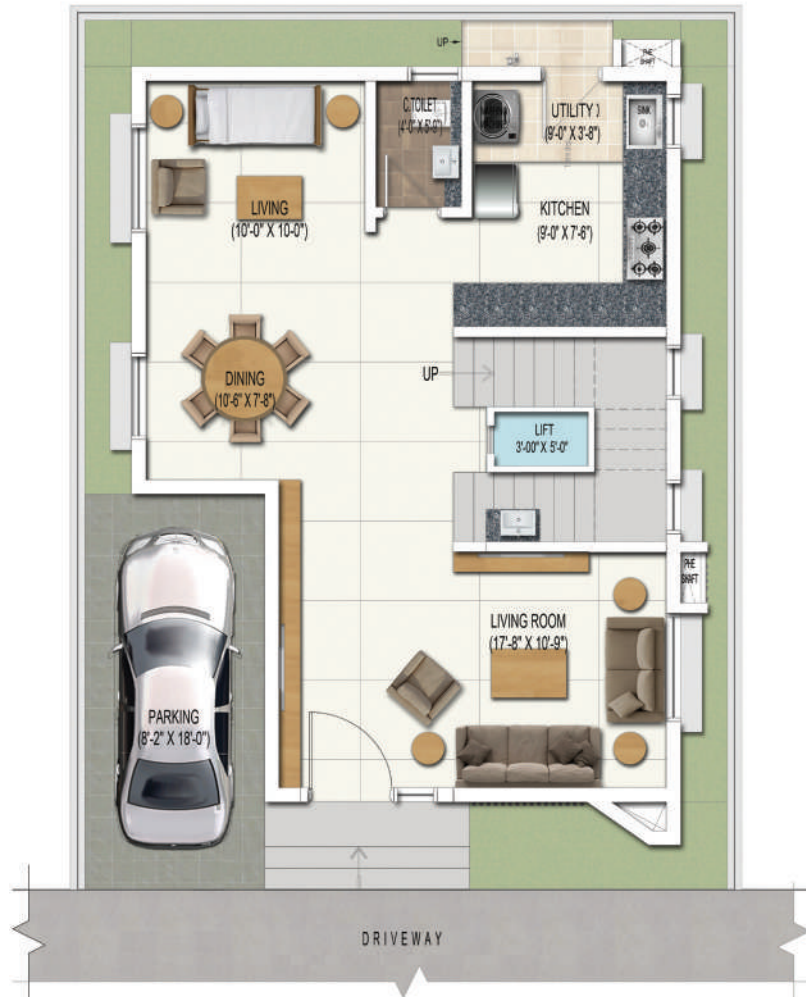 UP
PHE
SHAFT
C.TOILET
(4'-0" X 5'-9")
UTILITY )
(9'-0" X 3'-8")
SINK
LIVING
(10'-0" X 10'-0")
KITCHEN
(9'-0" X 7'-6")
DINING
(10'-6" X 7'-8")
UP
LIFT
3'-00" X 5'-0"
PHE
SHAFT
LIVING ROOM
(17'-8" X 10'-9")
PARKING
(8'-2" X 18'-0")
DRIVEWAY